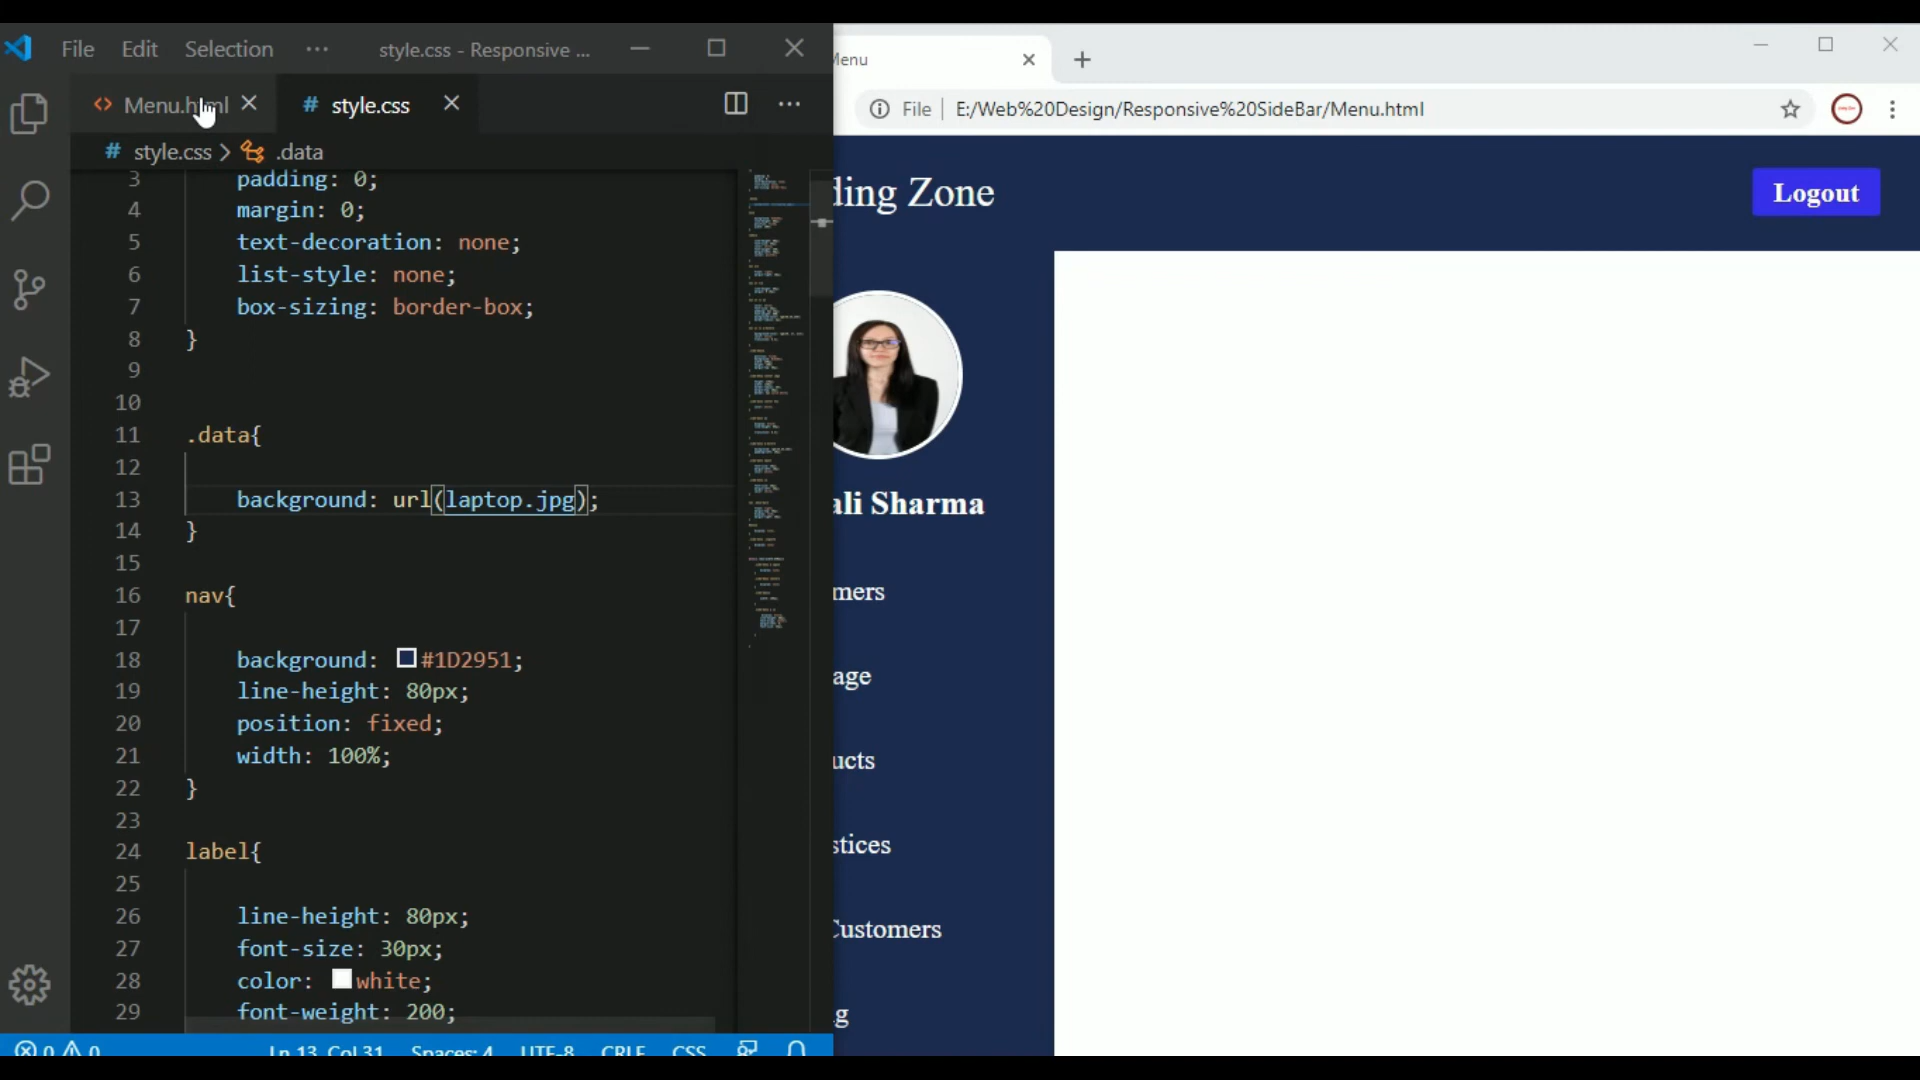 File Edit Selection ··· style.css - Responsive ...
Menu.html style.css
style.css > .data
3 padding: 0;
4 margin: 0;
5 text-decoration: none;
6 list-style: none;
7 box-sizing: border-box;
8 }
9
10
11 .data{
12
13 background: url(laptop.jpg);
14 }
15
16 nav{
17
18 background: #1D2951;
19 line-height: 80px;
20 position: fixed;
21 width: 100%;
22 }
23
24 label{
25
26 line-height: 80px;
27 font-size: 30px;
28 color: white;
29 font-weight: 200;
0 0 Ln 13, Col 31 Spaces: 4 UTF-8 CRLF CSS
Menu
File E:/Web%20Design/Responsive%20SideBar/Menu.html
ding Zone
Logout
ali Sharma
mers
age
ucts
stices
Customers
g